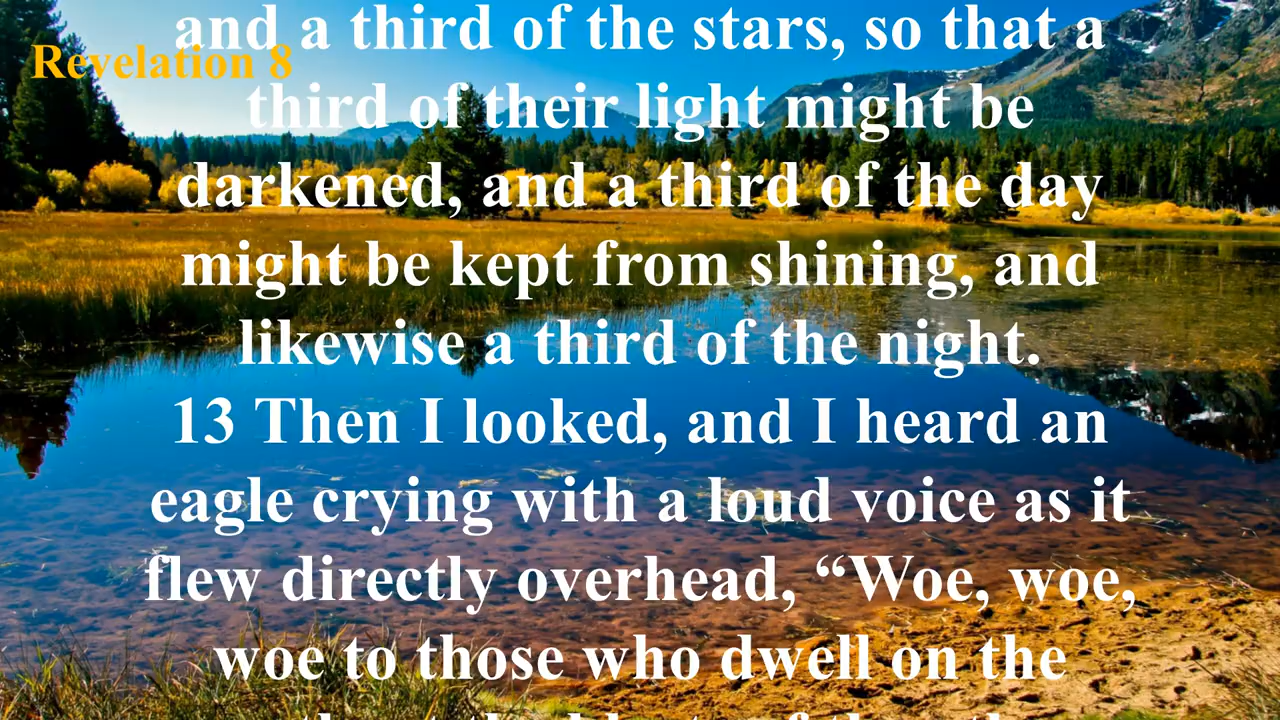 Revelation 8
and a third of the stars, so that a
third of their light might be
darkened, and a third of the day
might be kept from shining, and
likewise a third of the night.
13 Then I looked, and I heard an
eagle crying with a loud voice as it
flew directly overhead, “Woe, woe,
woe to those who dwell on the